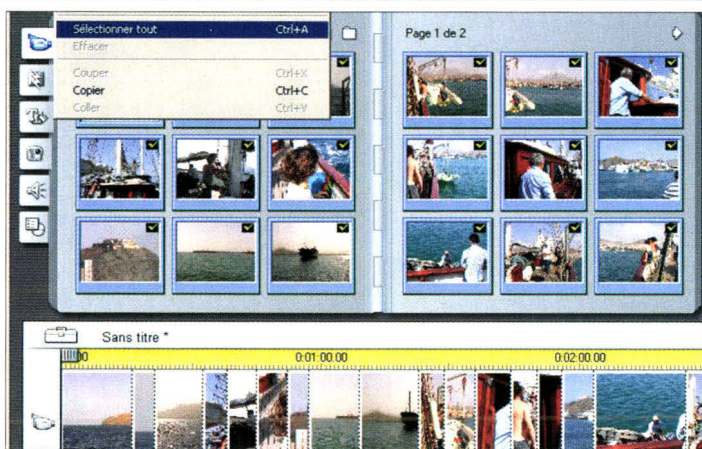 Sélectionner tout Ctrl+A
Effacer
Couper Ctrl+X
Copier Ctrl+C
Coller Ctrl+V
Page 1 de 2
Sans titre *
0:01:00.00
0:02:00.00